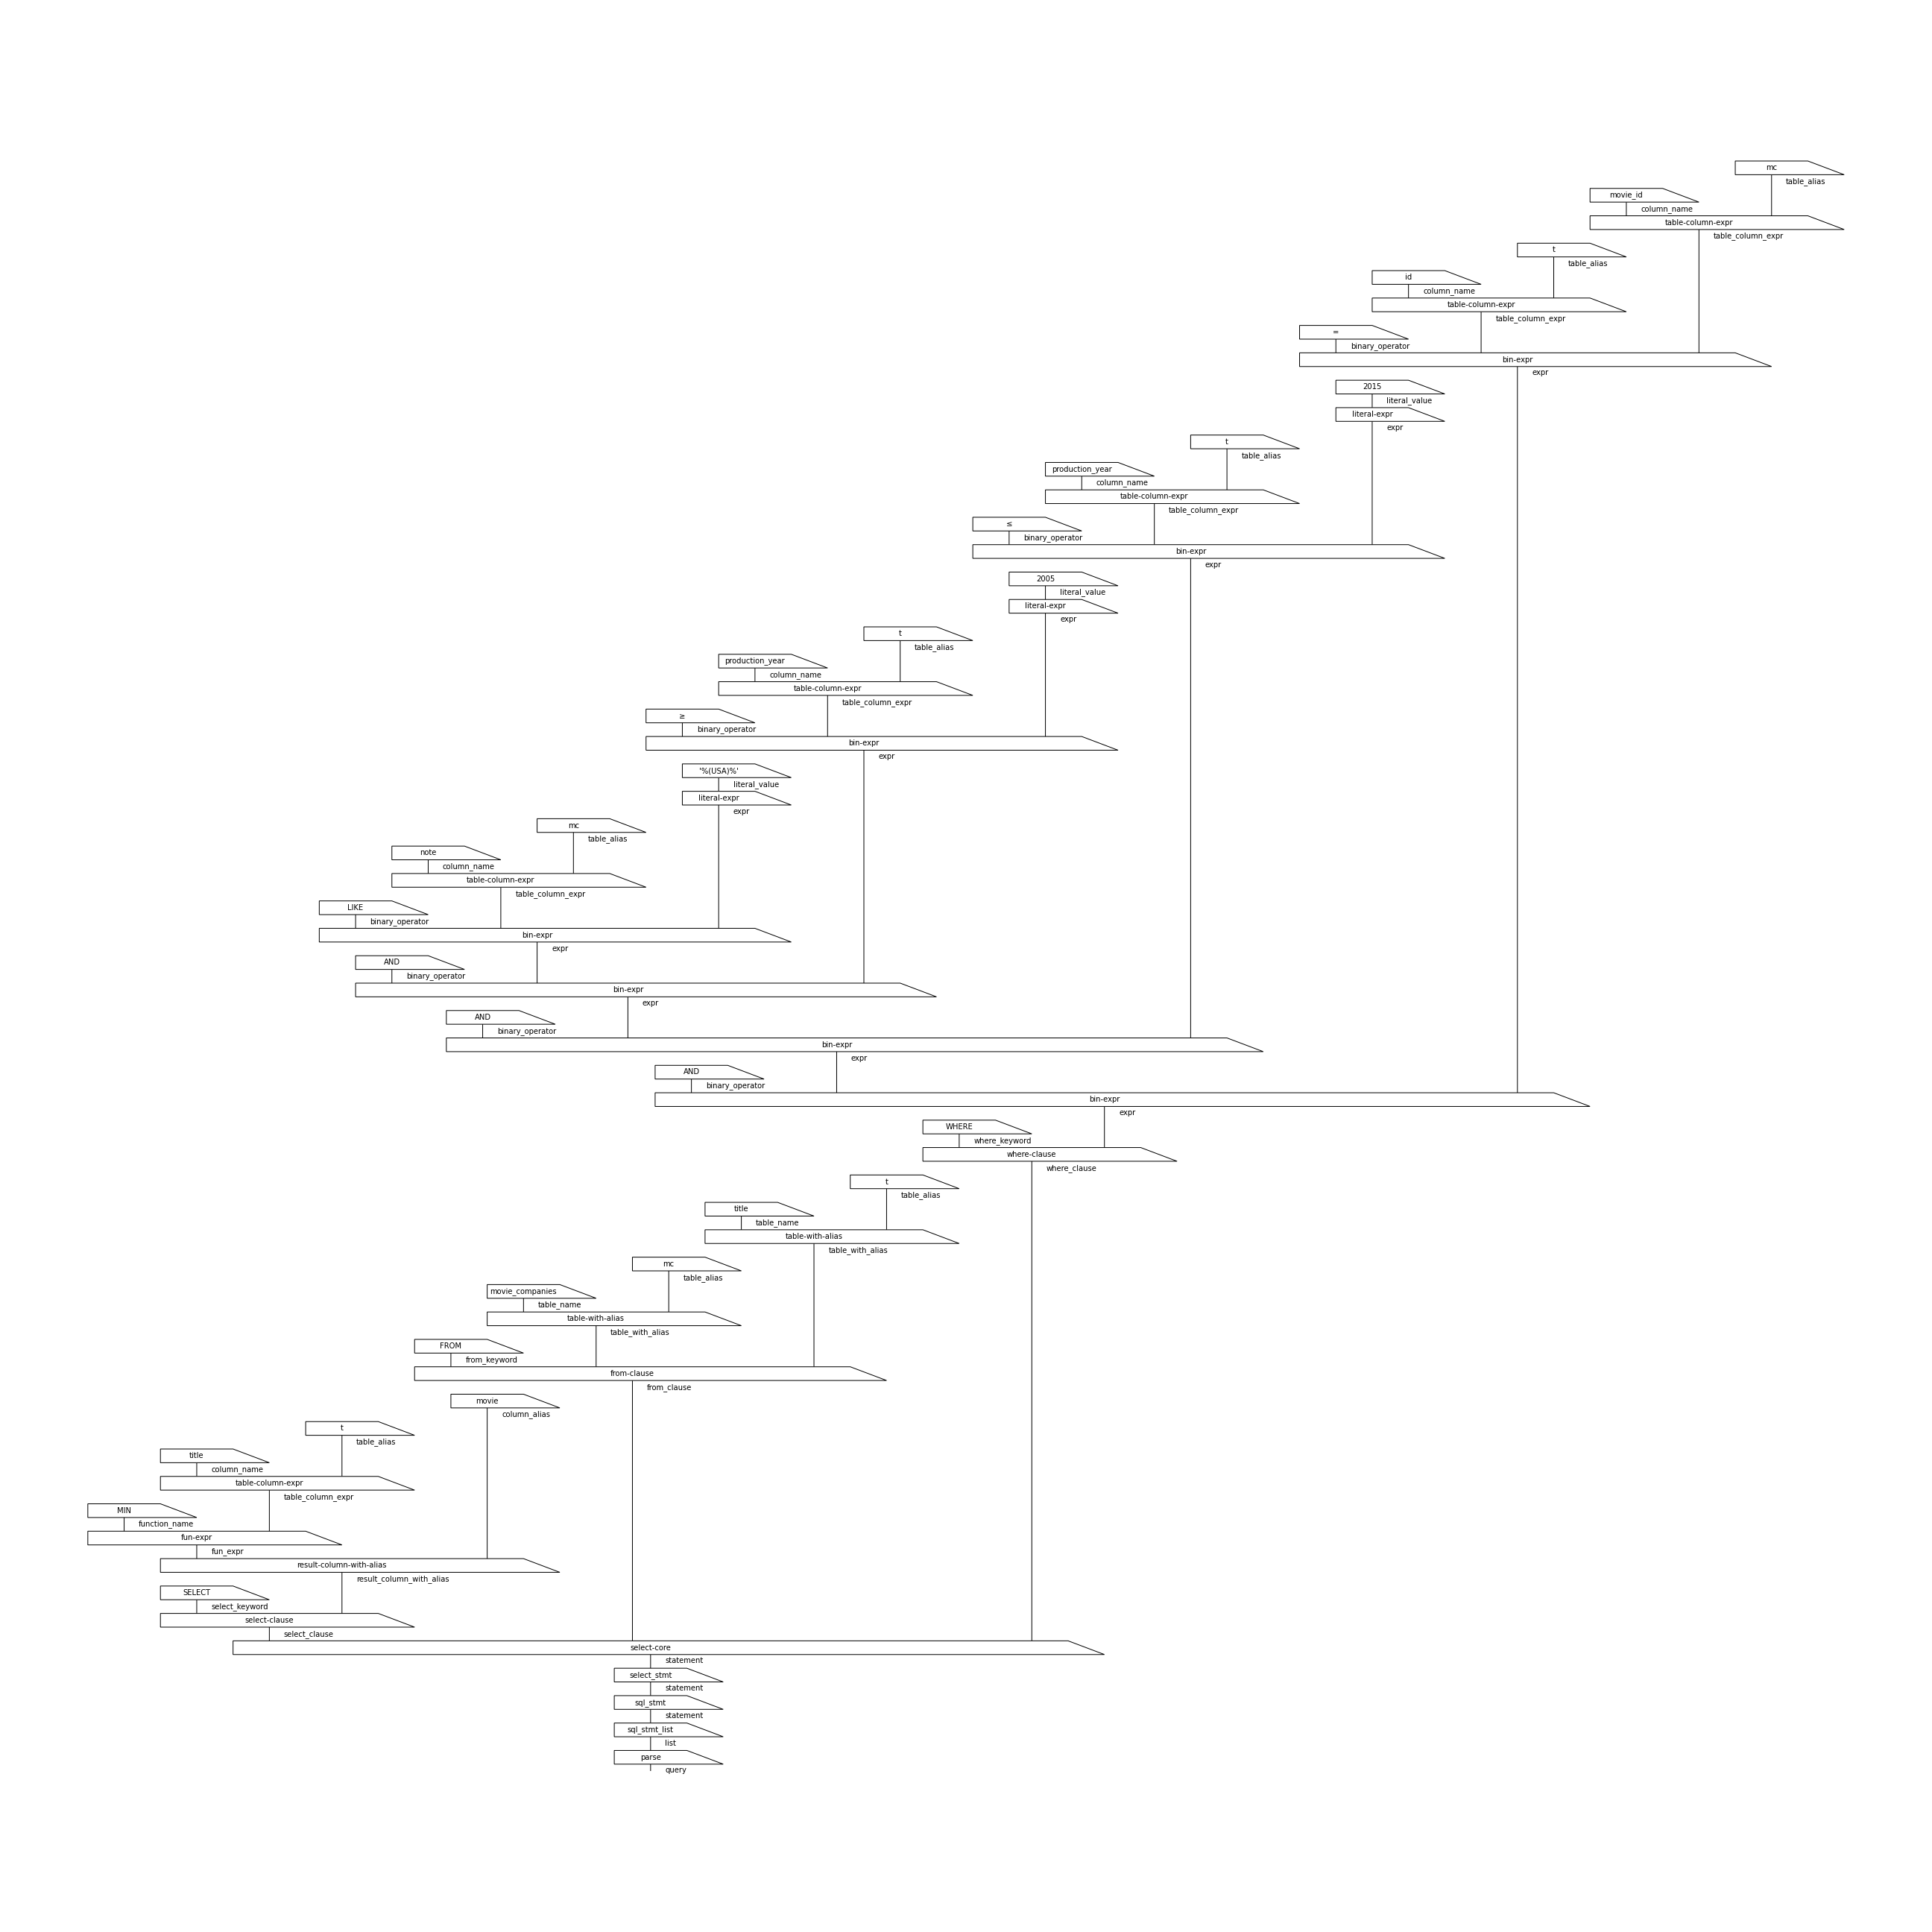 mc
table_alias
movie_id
column_name
table-column-expr
table_column_expr
t
table_alias
id
column_name
table-column-expr
table_column_expr
=
binary_operator
bin-expr
expr
2015
literal_value
literal-expr
expr
t
table_alias
production_year
column_name
table-column-expr
table_column_expr
≤
binary_operator
bin-expr
expr
2005
literal_value
literal-expr
expr
t
table_alias
production_year
column_name
table-column-expr
table_column_expr
≥
binary_operator
bin-expr
expr
'%(USA)%'
literal_value
literal-expr
expr
mc
table_alias
note
column_name
table-column-expr
table_column_expr
LIKE
binary_operator
bin-expr
expr
AND
binary_operator
bin-expr
expr
AND
binary_operator
bin-expr
expr
AND
binary_operator
bin-expr
expr
WHERE
where_keyword
where-clause
where_clause
t
table_alias
title
table_name
table-with-alias
table_with_alias
mc
table_alias
movie_companies
table_name
table-with-alias
table_with_alias
FROM
from_keyword
from-clause
from_clause
movie
column_alias
t
table_alias
title
column_name
table-column-expr
table_column_expr
MIN
function_name
fun-expr
fun_expr
result-column-with-alias
result_column_with_alias
SELECT
select_keyword
select-clause
select_clause
select-core
statement
select_stmt
statement
sql_stmt
statement
sql_stmt_list
list
parse
query